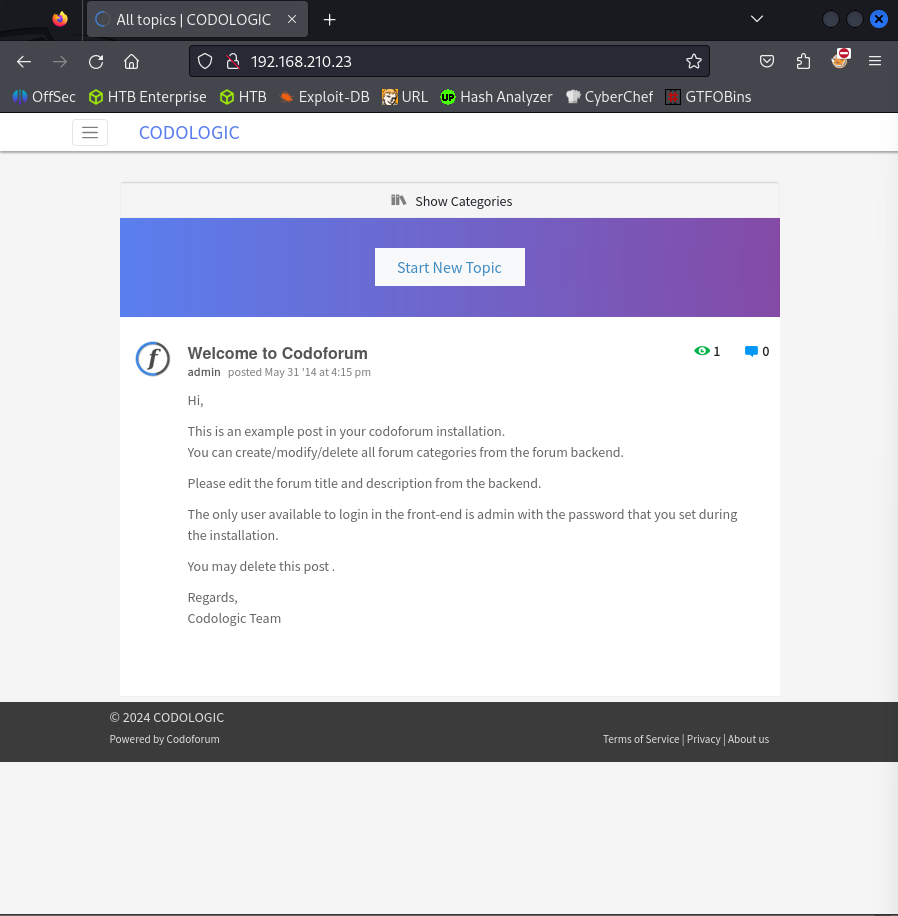 All topics | CODOLOGIC
192.168.210.23
OffSec HTB Enterprise HTB Exploit-DB URL Hash Analyzer CyberChef GTFOBins
CODOLOGIC
Show Categories
Start New Topic
Welcome to Codoforum 1 0
admin posted May 31 '14 at 4:15 pm
Hi,
This is an example post in your codoforum installation.
You can create/modify/delete all forum categories from the forum backend.
Please edit the forum title and description from the backend.
The only user available to login in the front-end is admin with the password that you set during
the installation.
You may delete this post .
Regards,
Codologic Team
© 2024 CODOLOGIC
Powered by Codoforum Terms of Service | Privacy | About us